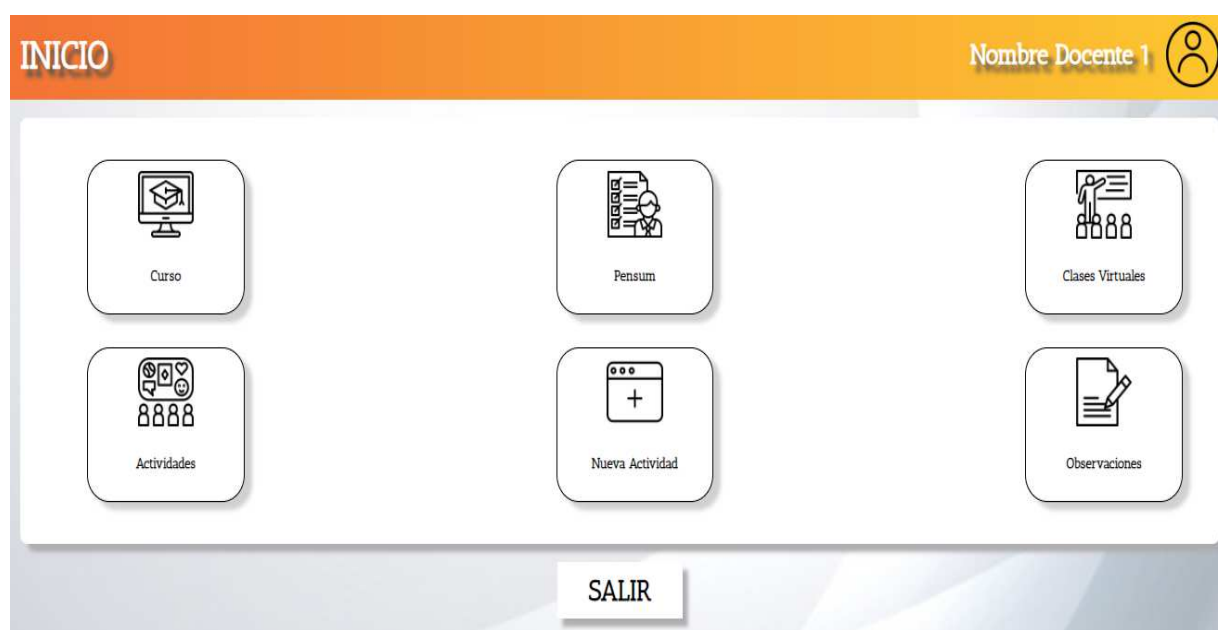 INICIO
Nombre Docente 1
Curso
Pensum
Clases Virtuales
Actividades
Nueva Actividad
Observaciones
SALIR